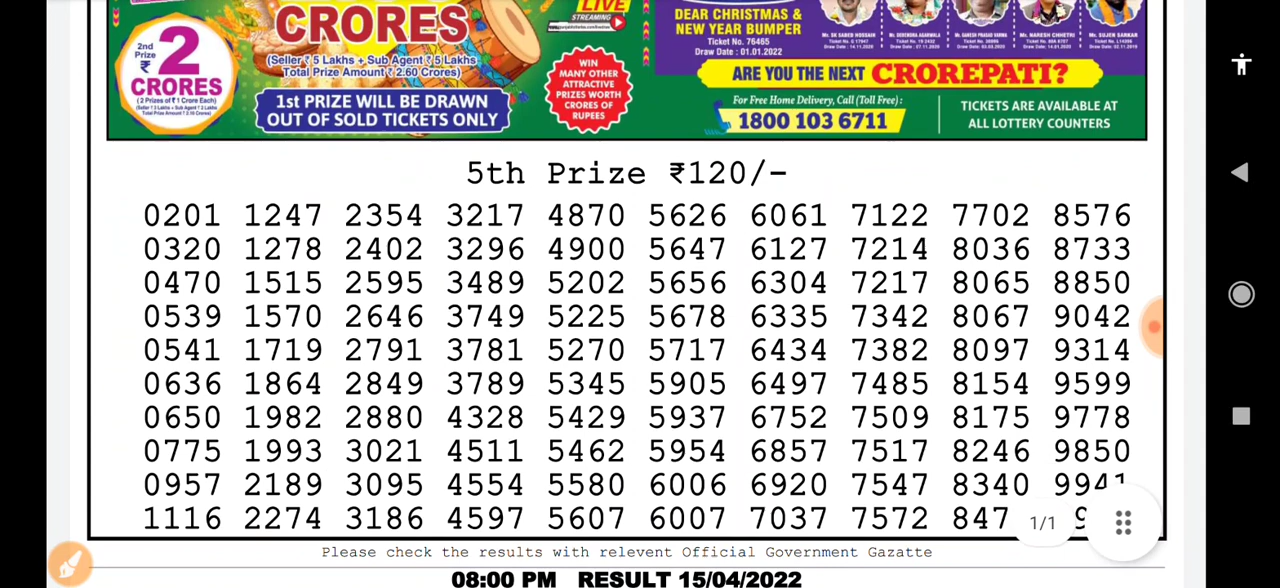 CRORES
2nd
Prize
₹ 2
CRORES
( 2 Prizes of ₹ 1 Crore Each)
(Seller ₹ 5 Lakhs + Sub Agent ₹ 5 Lakhs
Total Prize Amount ₹ 2.60 Crores)
1st PRIZE WILL BE DRAWN
OUT OF SOLD TICKETS ONLY
LIVE
STREAMING
WIN
MANY OTHER
ATTRACTIVE
PRIZES WORTH
CRORES OF
RUPEES
DEAR CHRISTMAS &
NEW YEAR BUMPER
Ticket No. 76465
Draw Date : 01.01.2022
ARE YOU THE NEXT CROREPATI?
For Free Home Delivery, Call (Toll Free) :
1800 103 6711
TICKETS ARE AVAILABLE AT
ALL LOTTERY COUNTERS
5th Prize ₹120/-
0201 1247 2354 3217 4870 5626 6061 7122 7702 8576
0320 1278 2402 3296 4900 5647 6127 7214 8036 8733
0470 1515 2595 3489 5202 5656 6304 7217 8065 8850
0539 1570 2646 3749 5225 5678 6335 7342 8067 9042
0541 1719 2791 3781 5270 5717 6434 7382 8097 9314
0636 1864 2849 3789 5345 5905 6497 7485 8154 9599
0650 1982 2880 4328 5429 5937 6752 7509 8175 9778
0775 1993 3021 4511 5462 5954 6857 7517 8246 9850
0957 2189 3095 4554 5580 6006 6920 7547 8340 9941
1116 2274 3186 4597 5607 6007 7037 7572 847 9
1/1
Please check the results with relevent Official Government Gazatte
08:00 PM RESULT 15/04/2022